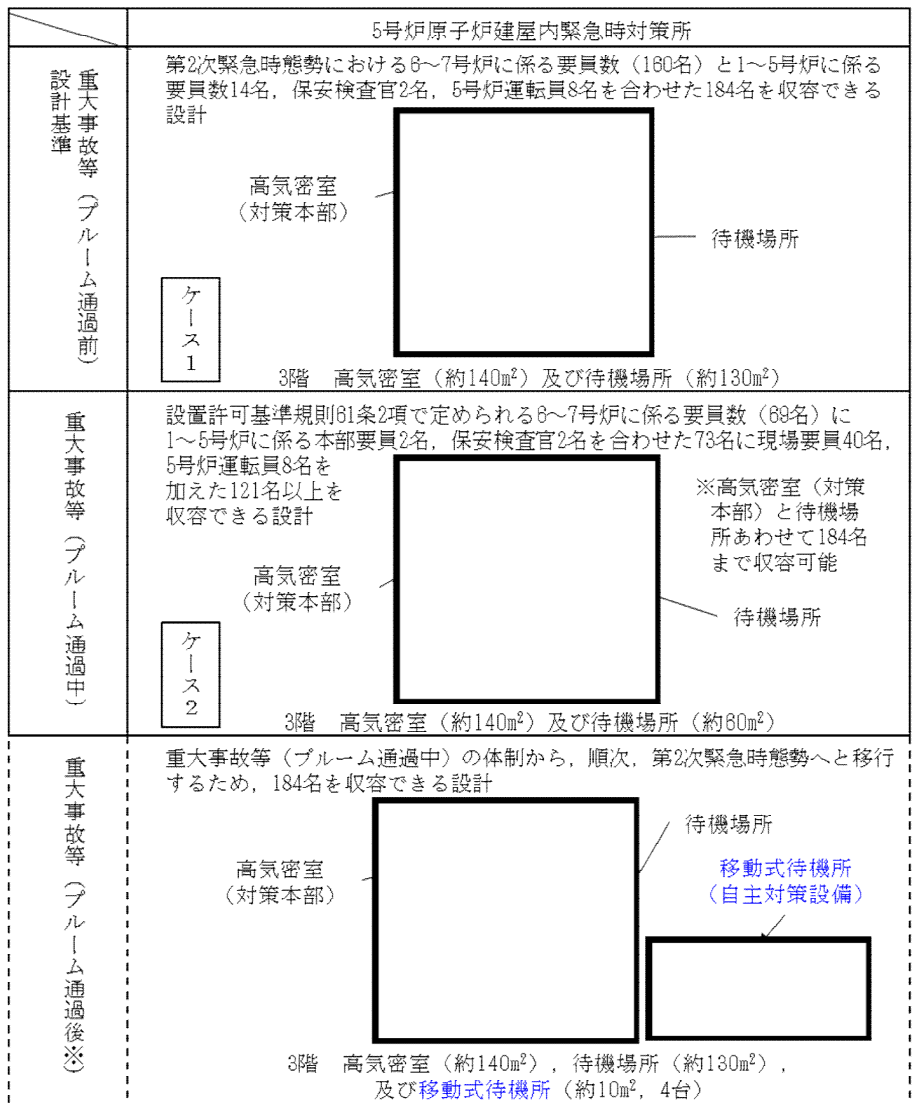 5号炉原子炉建屋内緊急時対策所
設計基準
重大事故等（プルーム通過前）
第2次緊急時態勢における6～7号炉に係る要員数（160名）と1～5号炉に係る
要員数14名，保安検査官2名，5号炉運転員8名を合わせた184名を収容できる
設計
高気密室
（対策本部）
待機場所
ケース1
3階　高気密室（約140m²）及び待機場所（約130m²）
重大事故等（プルーム通過中）
設置許可基準規則61条2項で定められる6～7号炉に係る要員数（69名）に
1～5号炉に係る本部要員2名，保安検査官2名を合わせた73名に現場要員40名，
5号炉運転員8名を
加えた121名以上を
収容できる設計
※高気密室（対策
本部）と待機場
所あわせて184名
まで収容可能
高気密室
（対策本部）
待機場所
ケース2
3階　高気密室（約140m²）及び待機場所（約60m²）
重大事故等（プルーム通過後※）
重大事故等（プルーム通過中）の体制から，順次，第2次緊急時態勢へと移行
するため，184名を収容できる設計
待機場所
高気密室
（対策本部）
移動式待機所
（自主対策設備）
3階　高気密室（約140m²），待機場所（約130m²），
及び移動式待機所（約10m²，4台）